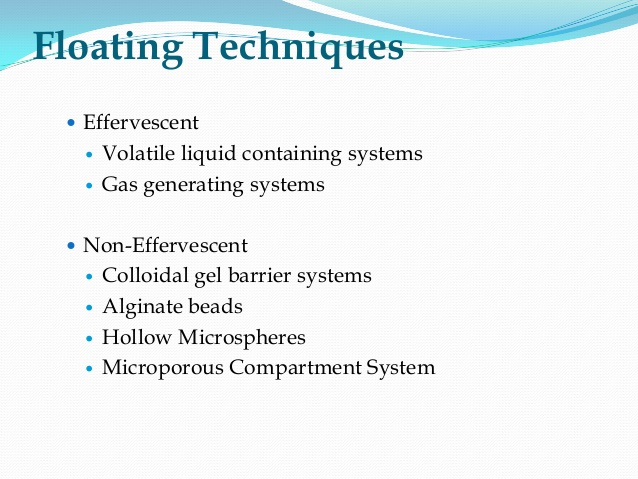 Floating Techniques
• Effervescent
• Volatile liquid containing systems
• Gas generating systems
• Non-Effervescent
• Colloidal gel barrier systems
• Alginate beads
• Hollow Microspheres
• Microporous Compartment System